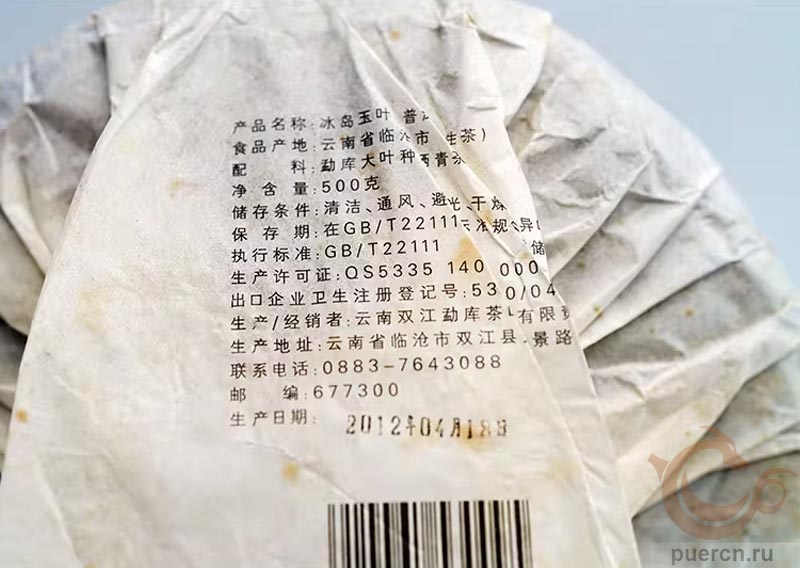 产品名称:冰岛玉叶 普
食品产地:云南省临沧市 生茶)
配 料:勐库大叶种 青茶
净含量:500克
储存条件:清洁、通风、避光、干燥
保存期:在GB/T22111 规 异
执行标准:GB/T22111 储
生产许可证:QS5335 140 000
出口企业卫生注册登记号:530/04
生产/经销者:云南双江勐库茶 有限
生产地址:云南省临沧市双江县 景路
联系电话:0883-7643088
邮 编:677300
生产日期:2012年04月18日
puercn.ru